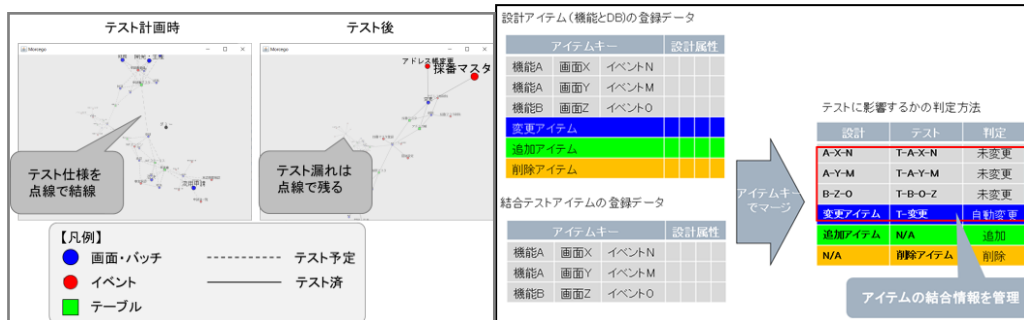 テスト計画時
テスト後
Morcego
Morcego
アドレス帳変更
採番マスタ
テスト仕様を
点線で結線
テスト漏れは
点線で残る
【凡例】
画面・バッチ
イベント
テーブル
テスト予定
テスト済
設計アイテム(機能とDB)の登録データ
アイテムキー 設計属性
機能A 画面X イベントN
機能A 画面Y イベントM
機能B 画面Z イベントO
変更アイテム
追加アイテム
削除アイテム
結合テストアイテムの登録データ
アイテムキー 設計属性
機能A 画面X イベントN
機能A 画面Y イベントM
機能B 画面Z イベントO
アイテムキー
でマージ
テストに影響するかの判定方法
設計 テスト 判定
A-X-N T-A-X-N 未変更
A-Y-M T-A-Y-M 未変更
B-Z-O T-B-O-Z 未変更
変更アイテム T-変更 自動変更
追加アイテム N/A 追加
N/A 削除アイテム 削除
アイテムの結合情報を管理